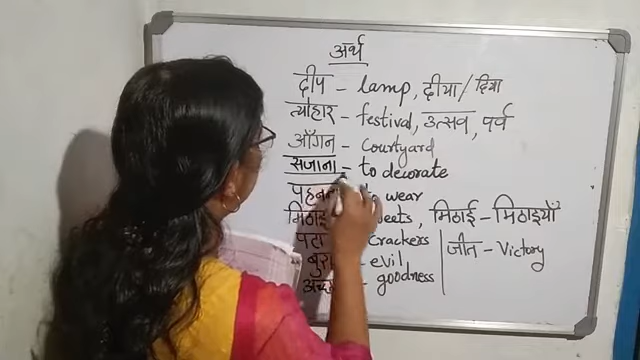 अर्थ
दीप - lamp, दीया/दिया
त्योहार - festival, उत्सव, पर्व
आँगन - courtyard
सजाना - to decorate
to wear
मिठाई - sweets, मिठाई - मिठाइयाँ
crackers जीत - victory
- evil
- goodness